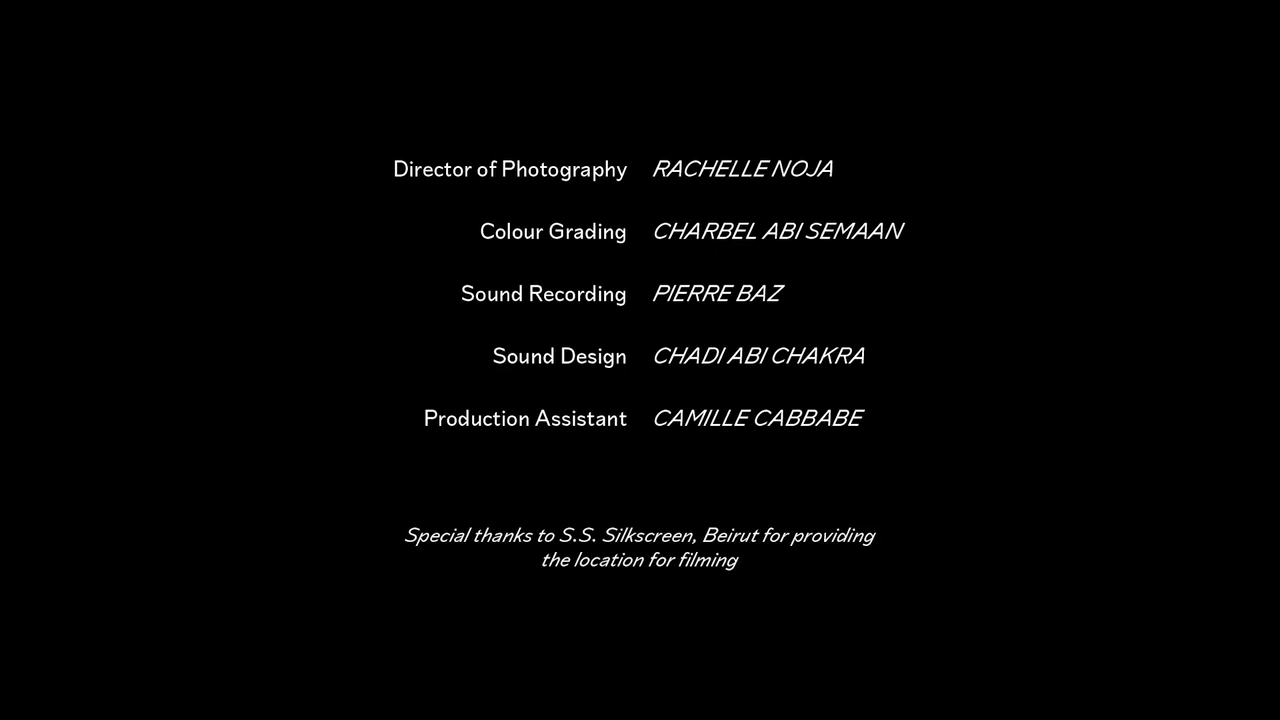 Director of Photography RACHELLE NOJA
Colour Grading CHARBEL ABI SEMAAN
Sound Recording PIERRE BAZ
Sound Design CHADI ABI CHAKRA
Production Assistant CAMILLE CABBABE
Special thanks to S.S. Silkscreen, Beirut for providing
the location for filming